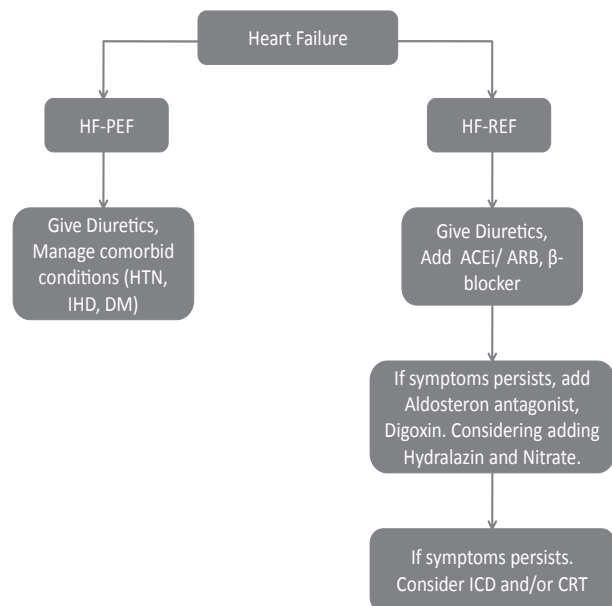 Heart Failure
HF-PEF
HF-REF
Give Diuretics,
Manage comorbid
conditions (HTN,
IHD, DM)
Give Diuretics,
Add ACEi/ ARB, β-
blocker
If symptoms persists, add
Aldosteron antagonist,
Digoxin. Considering adding
Hydralazin and Nitrate.
If symptoms persists.
Consider ICD and/or CRT